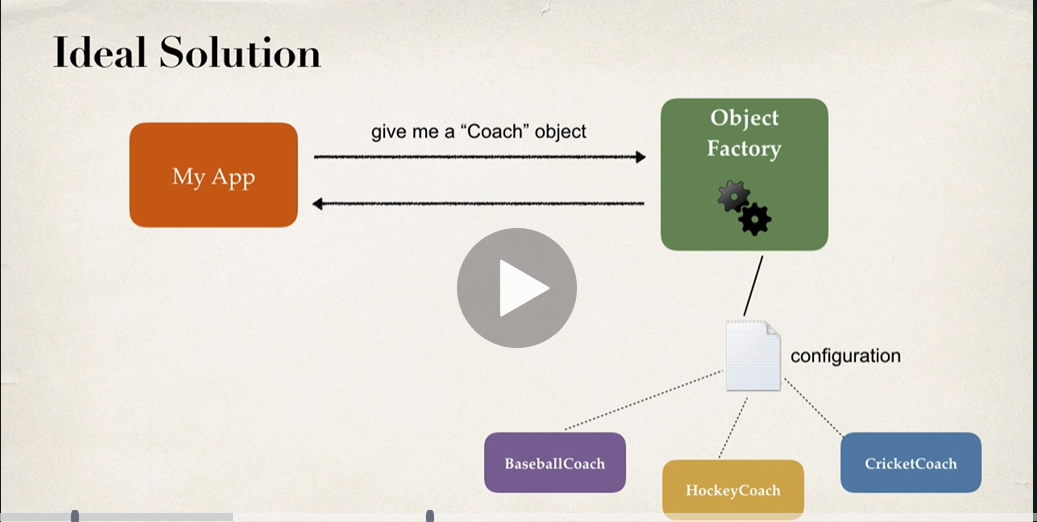 Ideal Solution
give me a “Coach” object
My App
Object
Factory
configuration
BaseballCoach
HockeyCoach
CricketCoach